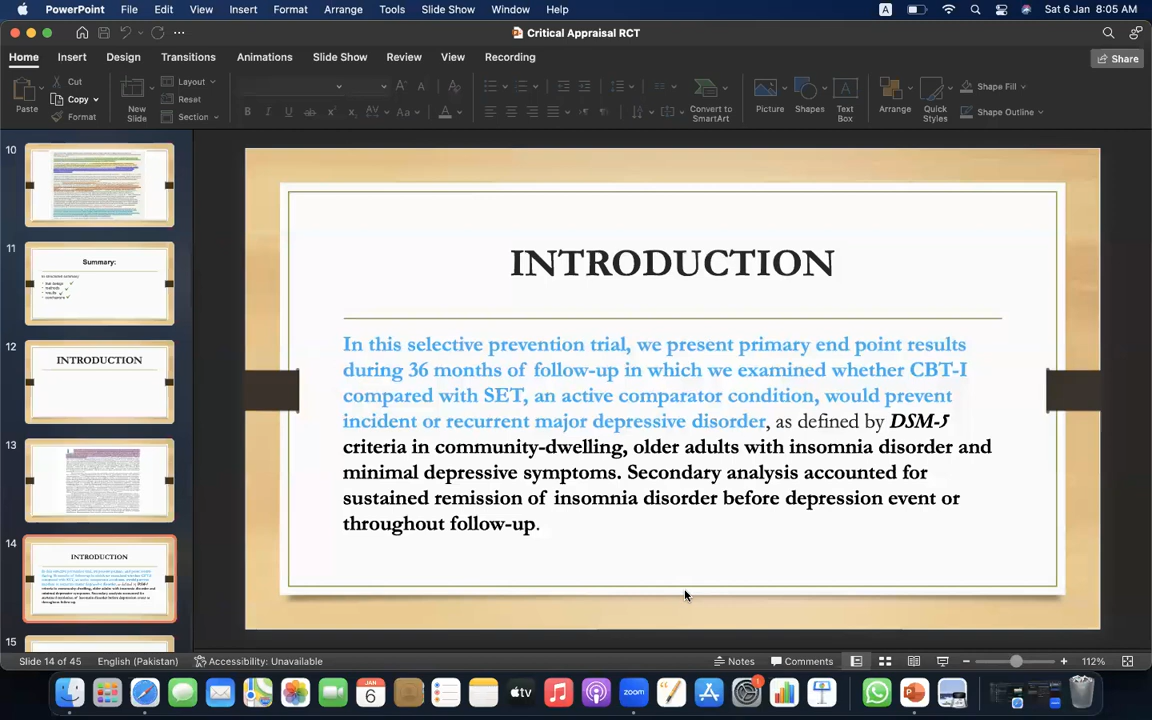 PowerPoint File Edit View Insert Format Arrange Tools Slide Show Window Help A Sat 6 Jan 8:05 AM
Critical Appraisal RCT
Home Insert Design Transitions Animations Slide Show Review View Recording Share
Paste Cut Copy Format New Slide Layout Reset Section Convert to SmartArt Picture Shapes Text Box Arrange Quick Styles Shape Fill Shape Outline
10
11
Summary:
12
INTRODUCTION
13
14
INTRODUCTION
15
INTRODUCTION
In this selective prevention trial, we present primary end point results
during 36 months of follow-up in which we examined whether CBT-I
compared with SET, an active comparator condition, would prevent
incident or recurrent major depressive disorder, as defined by DSM-5
criteria in community-dwelling, older adults with insomnia disorder and
minimal depressive symptoms. Secondary analysis accounted for
sustained remission of insomnia disorder before depression event or
throughout follow-up.
Slide 14 of 45 English (Pakistan) Accessibility: Unavailable Notes Comments 112%
JAN 6 tv zoom 1